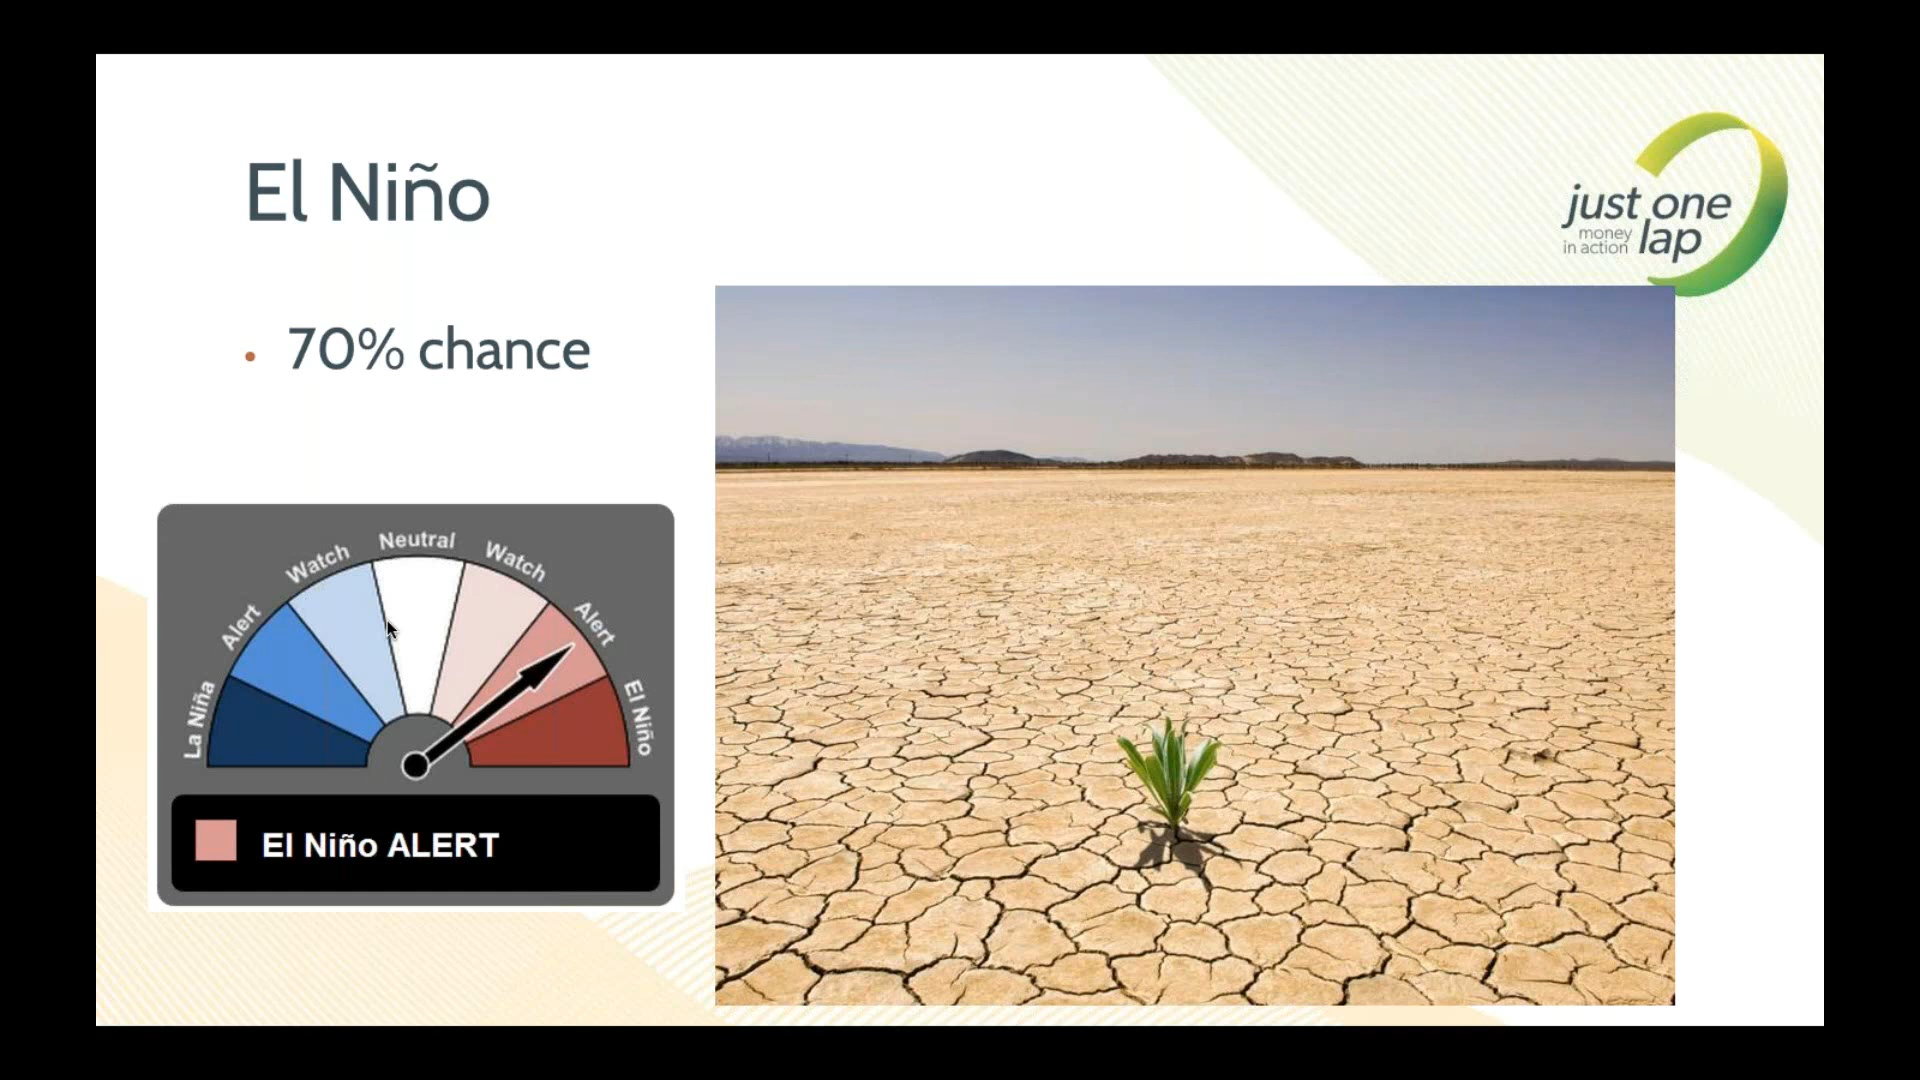 El Niño
just one
money
in action
lap
• 70% chance
La Niña
Alert
Watch
Neutral
Watch
Alert
El Niño
El Niño ALERT